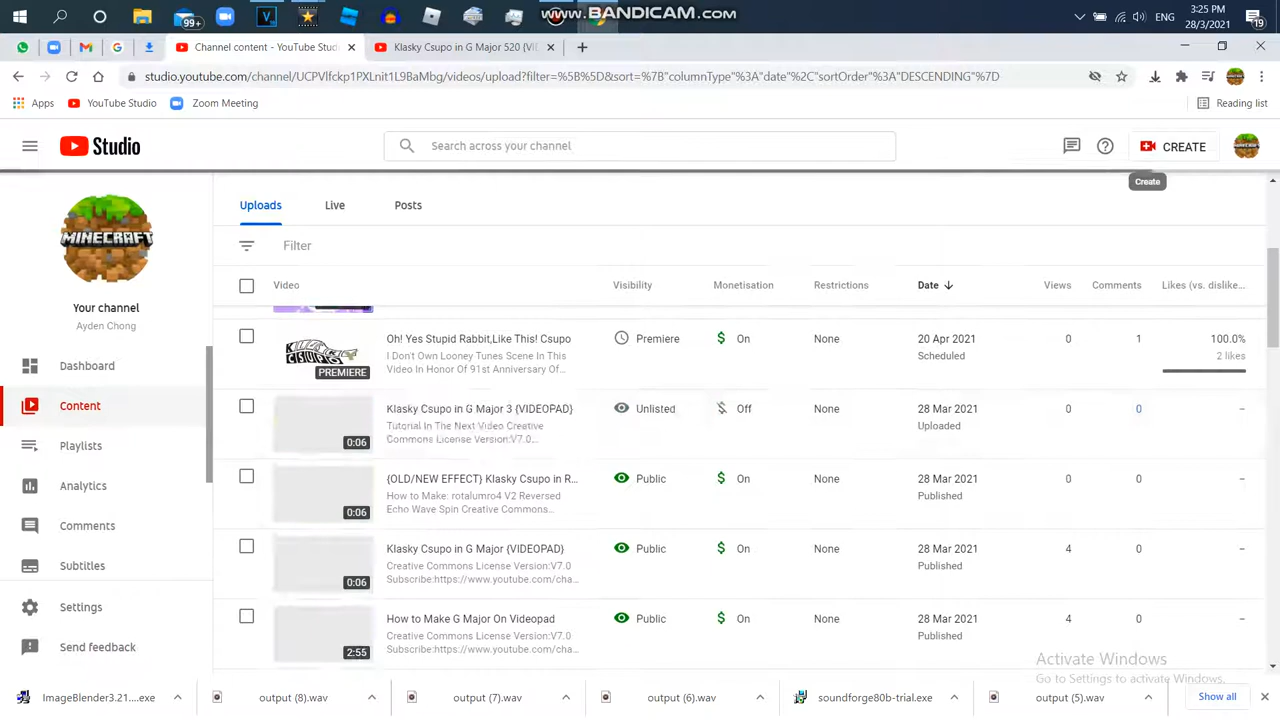 99+
WWW.BANDICAM.COM
ENG
3:25 PM
28/3/2021
19
Channel content - YouTube Studi
Klasky Csupo in G Major 520 {VI
studio.youtube.com/channel/UCPVlfckp1PXLnit1L9BaMbg/videos/upload?filter=%5B%5D&sort=%7B"columnType"%3A"date"%2C"sortOrder"%3A"DESCENDING"%7D
Apps
YouTube Studio
Zoom Meeting
Reading list
Studio
Search across your channel
CREATE
Create
MINECRAFT
Your channel
Ayden Chong
Dashboard
Content
Playlists
Analytics
Comments
Subtitles
Settings
Send feedback
Uploads
Live
Posts
Filter
Video
Visibility
Monetisation
Restrictions
Date
Views
Comments
Likes (vs. dislike...
KLASKY CSUPO
PREMIERE
Oh! Yes Stupid Rabbit,Like This! Csupo
I Don't Own Looney Tunes Scene In This
Video In Honor Of 91st Anniversary Of...
Premiere
On
None
20 Apr 2021
Scheduled
0
1
100.0%
2 likes
0:06
Klasky Csupo in G Major 3 {VIDEOPAD}
Tutorial In The Next Video Creative
Commons License Version:V7.0...
Unlisted
Off
None
28 Mar 2021
Uploaded
0
0
–
0:06
{OLD/NEW EFFECT} Klasky Csupo in R...
How to Make: rotalumro4 V2 Reversed
Echo Wave Spin Creative Commons...
Public
On
None
28 Mar 2021
Published
0
0
–
0:06
Klasky Csupo in G Major {VIDEOPAD}
Creative Commons License Version:V7.0
Subscribe:https://www.youtube.com/cha...
Public
On
None
28 Mar 2021
Published
4
0
–
2:55
How to Make G Major On Videopad
Creative Commons License Version:V7.0
Subscribe:https://www.youtube.com/cha...
Public
On
None
28 Mar 2021
Published
4
0
–
Activate Windows
Go to Settings to activate Windows.
ImageBlender3.21....exe
output (8).wav
output (7).wav
output (6).wav
soundforge80b-trial.exe
output (5).wav
Show all